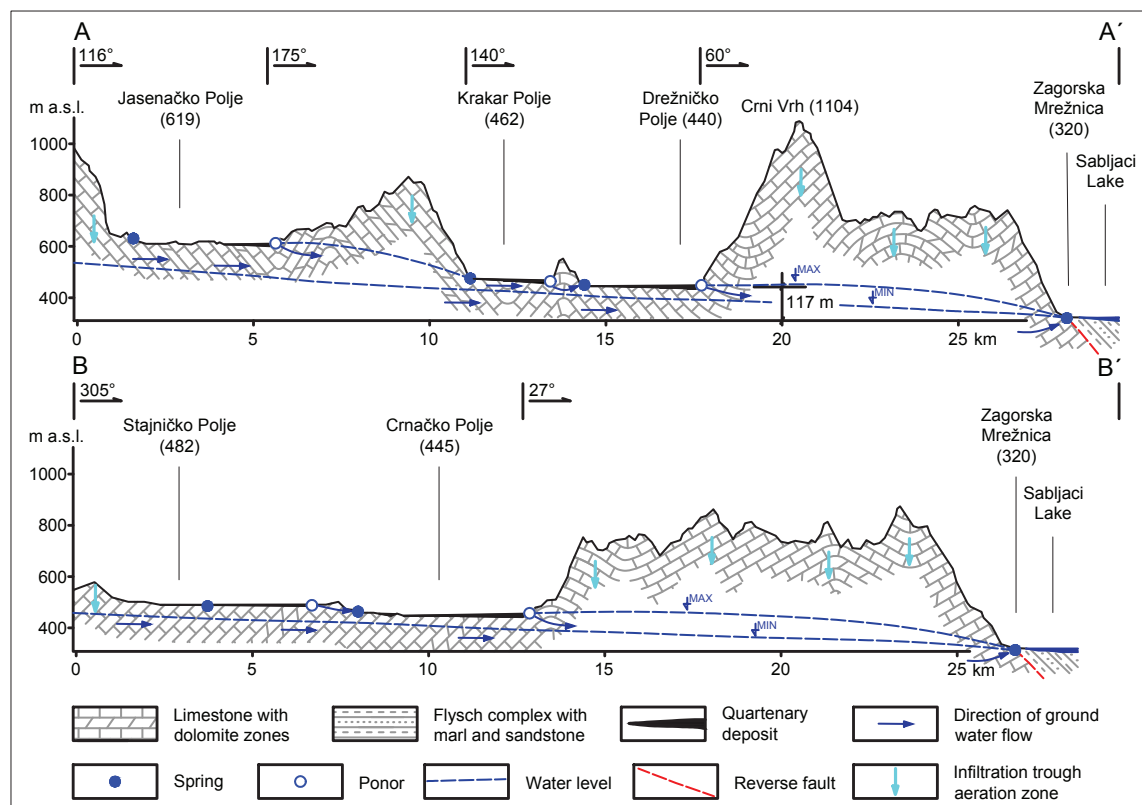 A
A´
116°
175°
140°
60°
m a.s.l.
Jasenačko Polje
(619)
Krakar Polje
(462)
Drežničko
Polje (440)
Crni Vrh (1104)
Zagorska
Mrežnica
(320)
Sabljaci
Lake
1000
800
600
400
MAX
MIN
117 m
0
5
10
15
20
25
km
B
B´
305°
27°
m a.s.l.
Stajničko Polje
(482)
Crnačko Polje
(445)
Zagorska
Mrežnica
(320)
Sabljaci
Lake
1000
800
600
400
MAX
MIN
0
5
10
15
20
25
km
Limestone with
dolomite zones
Flysch complex with
marl and sandstone
Quartenary
deposit
Direction of ground
water flow
Spring
Ponor
Water level
Reverse fault
Infiltration trough
aeration zone